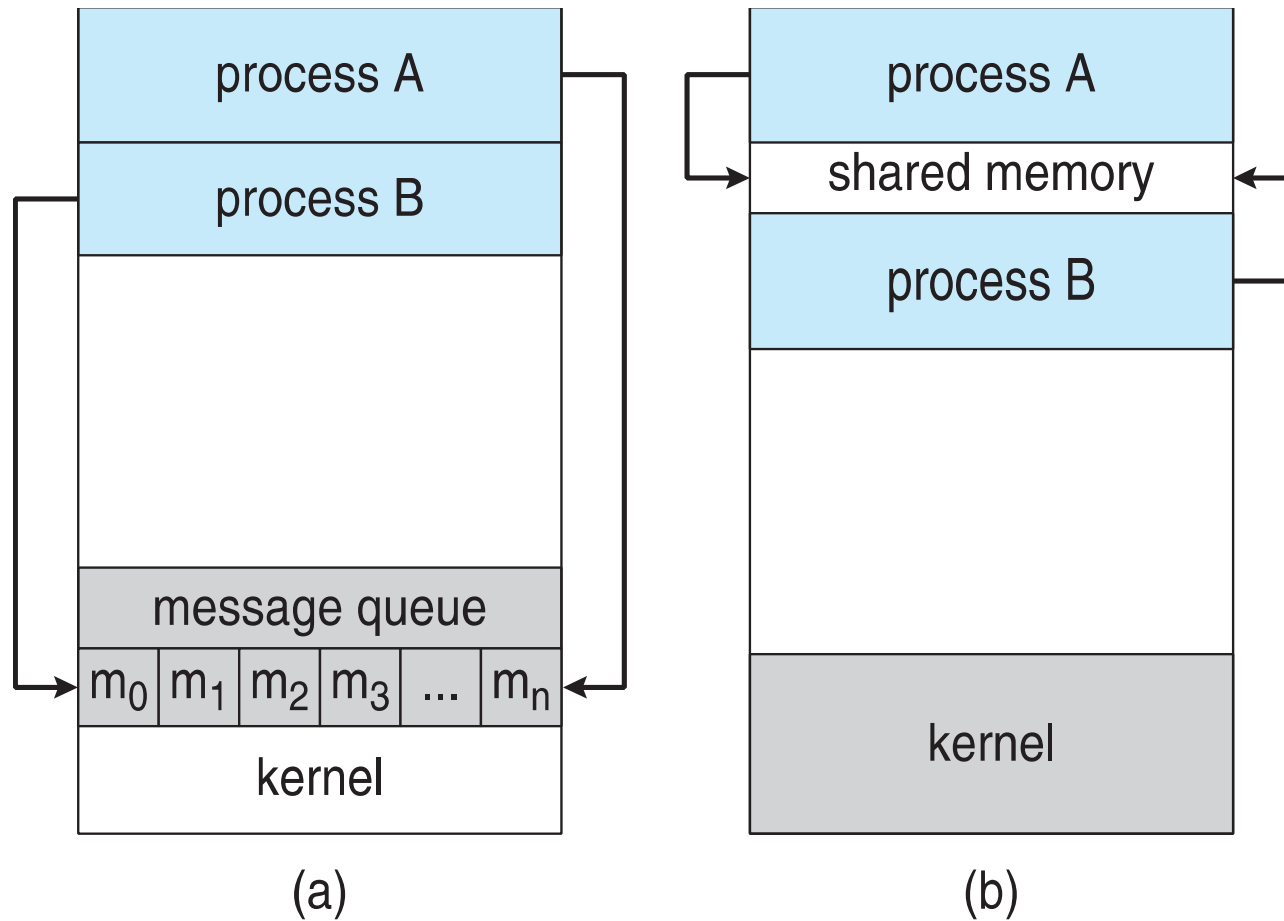 process A
process B
message queue
m0 m1 m2 m3 ... mn
kernel
(a)
process A
shared memory
process B
kernel
(b)